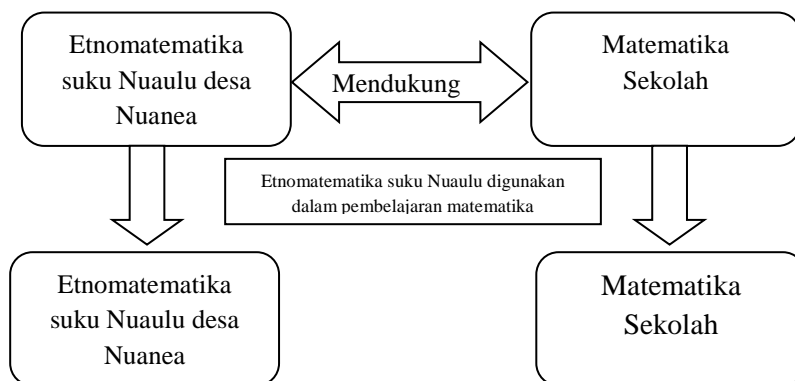 Etnomatematika
suku Nuaulu desa
Nuanea
Mendukung
Matematika
Sekolah
Etnomatematika suku Nuaulu digunakan
dalam pembelajaran matematika
Etnomatematika
suku Nuaulu desa
Nuanea
Matematika
Sekolah